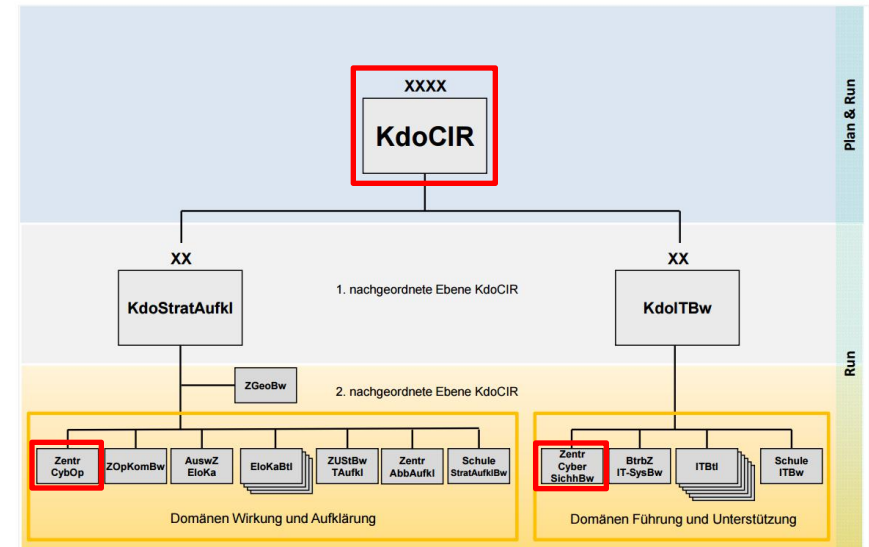 XXXX
KdoCIR
Plan & Run
XX
XX
KdoStratAufkl
1. nachgeordnete Ebene KdoCIR
KdoITBw
Run
ZGeoBw
2. nachgeordnete Ebene KdoCIR
Zentr
CybOp
ZOpKomBw
AuswZ
EloKa
EloKaBtl
ZUStBw
TAufkl
Zentr
AbbAufkl
Schule
StratAufklBw
Zentr
Cyber
SichhBw
BtrbZ
IT-SysBw
ITBtl
Schule
ITBw
Domänen Wirkung und Aufklärung
Domänen Führung und Unterstützung